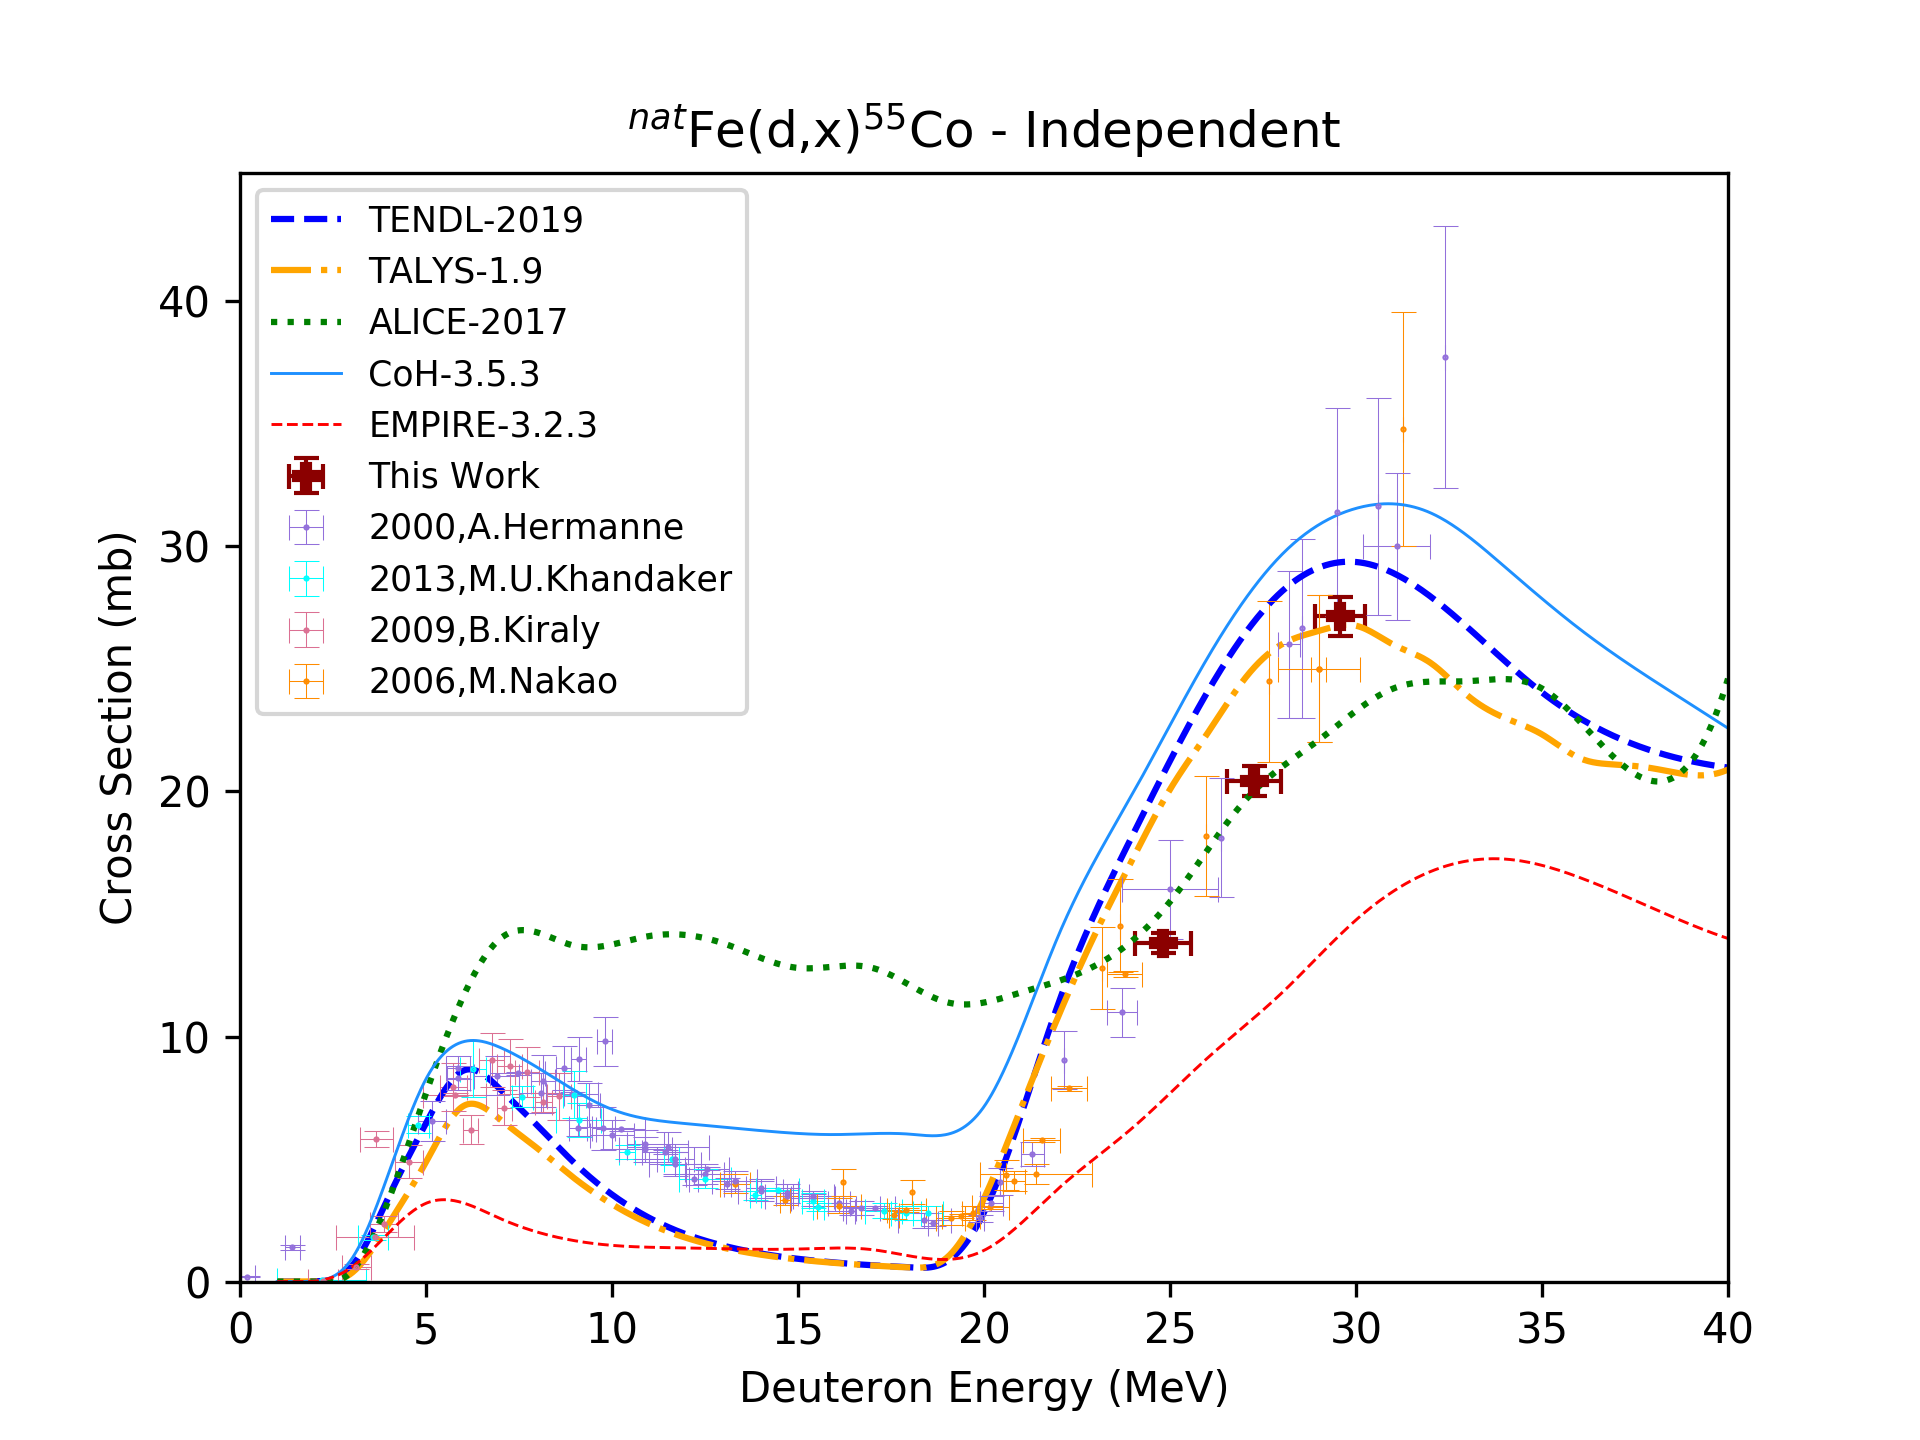 natFe(d,x)55Co - Independent
TENDL-2019
TALYS-1.9
ALICE-2017
CoH-3.5.3
EMPIRE-3.2.3
This Work
2000,A.Hermanne
2013,M.U.Khandaker
2009,B.Kiraly
2006,M.Nakao
Cross Section (mb)
40
30
20
10
0
0 5 10 15 20 25 30 35 40
Deuteron Energy (MeV)